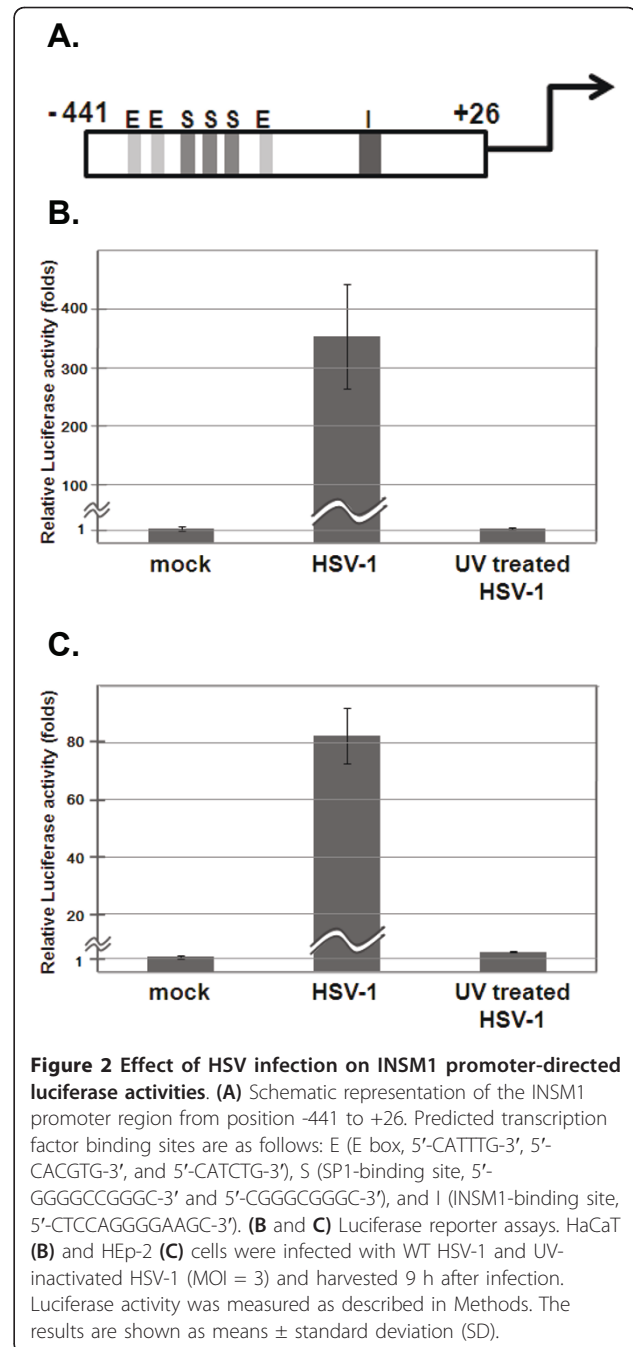 A.
- 441 E E S S S E I +26
B.
Relative Luciferase activity (folds)
400
300
200
100
1
mock HSV-1 UV treated
HSV-1
C.
Relative Luciferase activity (folds)
80
60
40
20
1
mock HSV-1 UV treated
HSV-1
Figure 2 Effect of HSV infection on INSM1 promoter-directed
luciferase activities. (A) Schematic representation of the INSM1
promoter region from position -441 to +26. Predicted transcription
factor binding sites are as follows: E (E box, 5′-CATTTG-3′, 5′-
CACGTG-3′, and 5′-CATCTG-3′), S (SP1-binding site, 5′-
GGGGCCGGGC-3′ and 5′-CGGGCGGGC-3′), and I (INSM1-binding site,
5′-CTCCAGGGGAAGC-3′). (B and C) Luciferase reporter assays. HaCaT
(B) and HEp-2 (C) cells were infected with WT HSV-1 and UV-
inactivated HSV-1 (MOI = 3) and harvested 9 h after infection.
Luciferase activity was measured as described in Methods. The
results are shown as means ± standard deviation (SD).